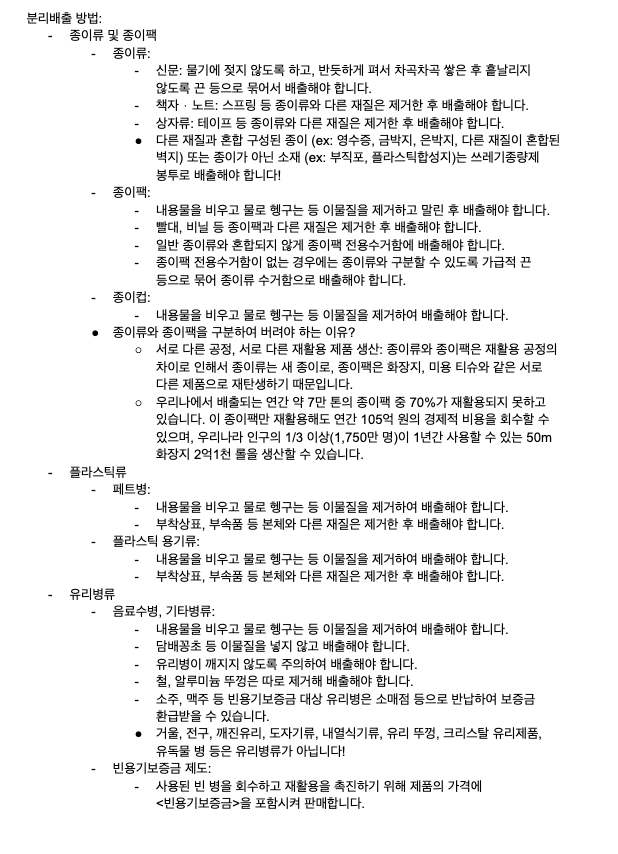 분리배출 방법:
- 종이류 및 종이팩
- 종이류:
- 신문: 물기에 젖지 않도록 하고, 반듯하게 펴서 차곡차곡 쌓은 후 흩날리지
않도록 끈 등으로 묶어서 배출해야 합니다.
- 책자 · 노트: 스프링 등 종이류와 다른 재질은 제거한 후 배출해야 합니다.
- 상자류: 테이프 등 종이류와 다른 재질은 제거한 후 배출해야 합니다.
● 다른 재질과 혼합 구성된 종이 (ex: 영수증, 금박지, 은박지, 다른 재질이 혼합된
벽지) 또는 종이가 아닌 소재 (ex: 부직포, 플라스틱합성지)는 쓰레기종량제
봉투로 배출해야 합니다!
- 종이팩:
- 내용물을 비우고 물로 헹구는 등 이물질을 제거하고 말린 후 배출해야 합니다.
- 빨대, 비닐 등 종이팩과 다른 재질은 제거한 후 배출해야 합니다.
- 일반 종이류와 혼합되지 않게 종이팩 전용수거함에 배출해야 합니다.
- 종이팩 전용수거함이 없는 경우에는 종이류와 구분할 수 있도록 가급적 끈
등으로 묶어 종이류 수거함으로 배출해야 합니다.
- 종이컵:
- 내용물을 비우고 물로 헹구는 등 이물질을 제거하여 배출해야 합니다.
● 종이류와 종이팩을 구분하여 버려야 하는 이유?
○ 서로 다른 공정, 서로 다른 재활용 제품 생산: 종이류와 종이팩은 재활용 공정의
차이로 인해서 종이류는 새 종이로, 종이팩은 화장지, 미용 티슈와 같은 서로
다른 제품으로 재탄생하기 때문입니다.
○ 우리나에서 배출되는 연간 약 7만 톤의 종이팩 중 70%가 재활용되지 못하고
있습니다. 이 종이팩만 재활용해도 연간 105억 원의 경제적 비용을 회수할 수
있으며, 우리나라 인구의 1/3 이상(1,750만 명)이 1년간 사용할 수 있는 50m
화장지 2억1천 롤을 생산할 수 있습니다.
- 플라스틱류
- 페트병:
- 내용물을 비우고 물로 헹구는 등 이물질을 제거하여 배출해야 합니다.
- 부착상표, 부속품 등 본체와 다른 재질은 제거한 후 배출해야 합니다.
- 플라스틱 용기류:
- 내용물을 비우고 물로 헹구는 등 이물질을 제거하여 배출해야 합니다.
- 부착상표, 부속품 등 본체와 다른 재질은 제거한 후 배출해야 합니다.
- 유리병류
- 음료수병, 기타병류:
- 내용물을 비우고 물로 헹구는 등 이물질을 제거하여 배출해야 합니다.
- 담배꽁초 등 이물질을 넣지 않고 배출해야 합니다.
- 유리병이 깨지지 않도록 주의하여 배출해야 합니다.
- 철, 알루미늄 뚜껑은 따로 제거해 배출해야 합니다.
- 소주, 맥주 등 빈용기보증금 대상 유리병은 소매점 등으로 반납하여 보증금
환급받을 수 있습니다.
● 거울, 전구, 깨진유리, 도자기류, 내열식기류, 유리 뚜껑, 크리스탈 유리제품,
유독물 병 등은 유리병류가 아닙니다!
- 빈용기보증금 제도:
- 사용된 빈 병을 회수하고 재활용을 촉진하기 위해 제품의 가격에
<빈용기보증금>을 포함시켜 판매합니다.